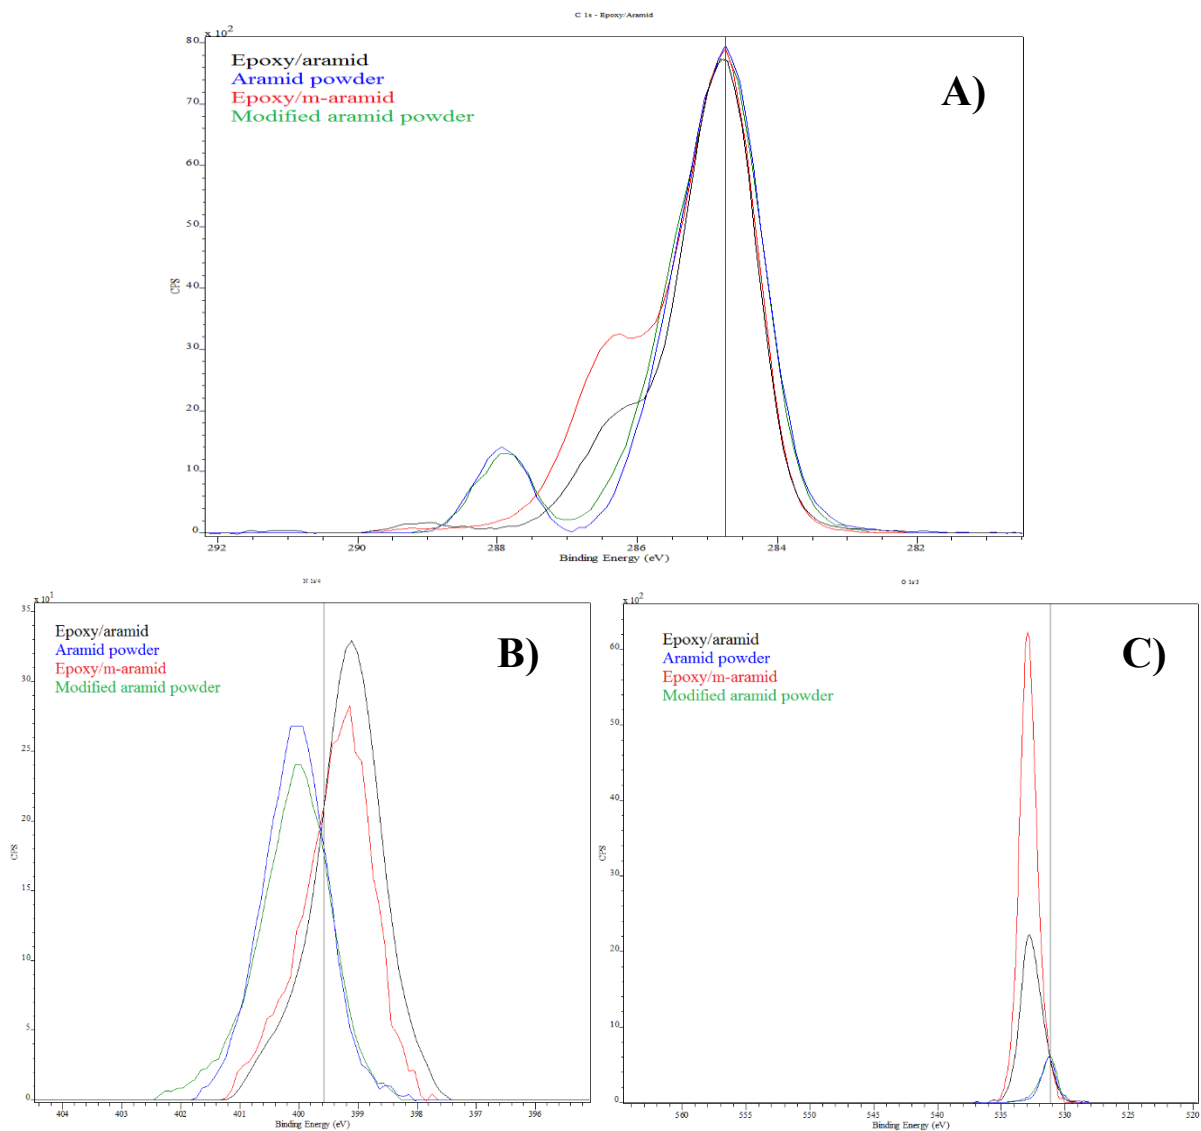 C 1s - Epoxy/Aramid
x 10²
80
70
60
50
40
30
20
10
0
CPS
Epoxy/aramid
Aramid powder
Epoxy/m-aramid
Modified aramid powder
A)
292 290 288 286 284 282
Binding Energy (eV)
N 1s/4
x 10¹
35
30
25
20
15
10
5
0
CPS
Epoxy/aramid
Aramid powder
Epoxy/m-aramid
Modified aramid powder
B)
404 403 402 401 400 399 398 397 396
Binding Energy (eV)
O 1s/3
x 10²
60
50
40
30
20
10
0
CPS
Epoxy/aramid
Aramid powder
Epoxy/m-aramid
Modified aramid powder
C)
560 555 550 545 540 535 530 525 520
Binding Energy (eV)